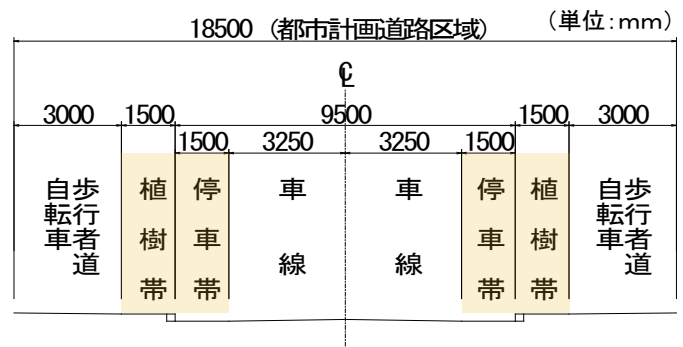 18500 (都市計画道路区域)
(単位:mm)
℄
3000 1500 9500 1500 3000
1500 3250 3250 1500
自転車歩行者道
植樹帯
停車帯
車線
車線
停車帯
植樹帯
自転車歩行者道